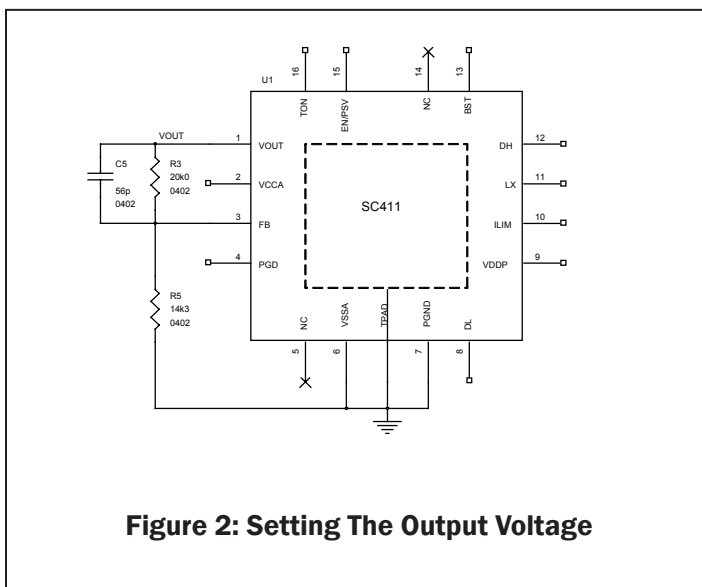 U1
16
15
14
13
TON
EN/PSV
NC
BST
VOUT
1
VOUT
DH
12
C5
R3
20k0
0402
56p
0402
2
VCCA
LX
11
SC411
3
FB
ILIM
10
4
PGD
VDDP
9
R5
14k3
0402
NC
VSSA
TPAD
PGND
DL
5
6
7
8
Figure 2: Setting The Output Voltage